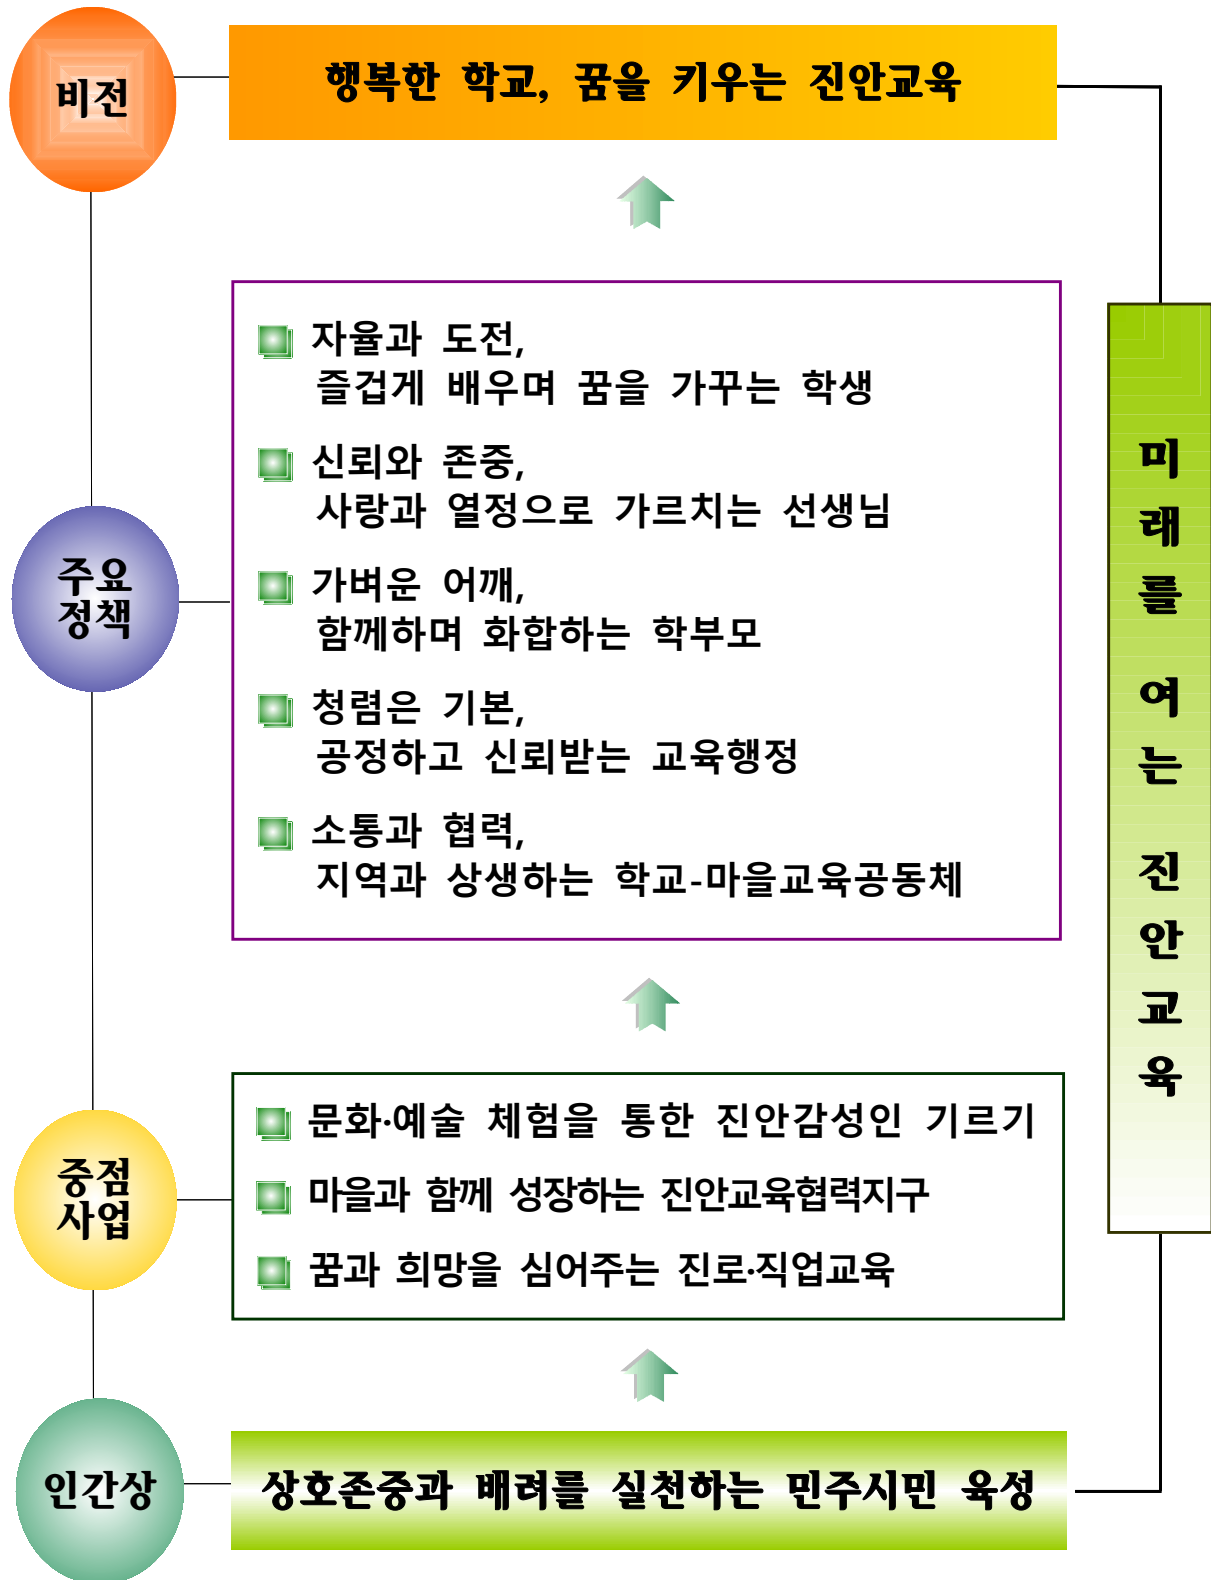 비전
행복한 학교, 꿈을 키우는 진안교육
주요
정책
자율과 도전,
즐겁게 배우며 꿈을 가꾸는 학생
신뢰와 존중,
사랑과 열정으로 가르치는 선생님
가벼운 어깨,
함께하며 화합하는 학부모
청렴은 기본,
공정하고 신뢰받는 교육행정
소통과 협력,
지역과 상생하는 학교-마을교육공동체
중점
사업
문화·예술 체험을 통한 진안감성인 기르기
마을과 함께 성장하는 진안교육협력지구
꿈과 희망을 심어주는 진로·직업교육
인간상
상호존중과 배려를 실천하는 민주시민 육성
미래를 여는 진안교육